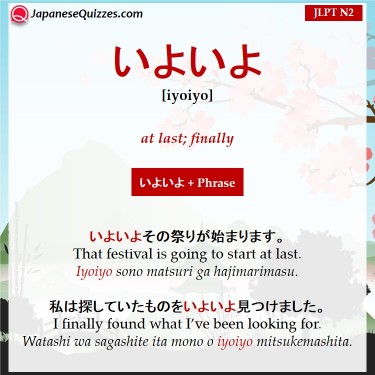 JapaneseQuizzes.com
JLPT N2
いよいよ
[iyoiyo]
at last; finally
いよいよ + Phrase
いよいよその祭りが始まります。
That festival is going to start at last.
Iyoiyo sono matsuri ga hajimarimasu.
私は探していたものをいよいよ見つけました。
I finally found what I've been looking for.
Watashi wa sagashite ita mono o iyoiyo mitsukemashita.